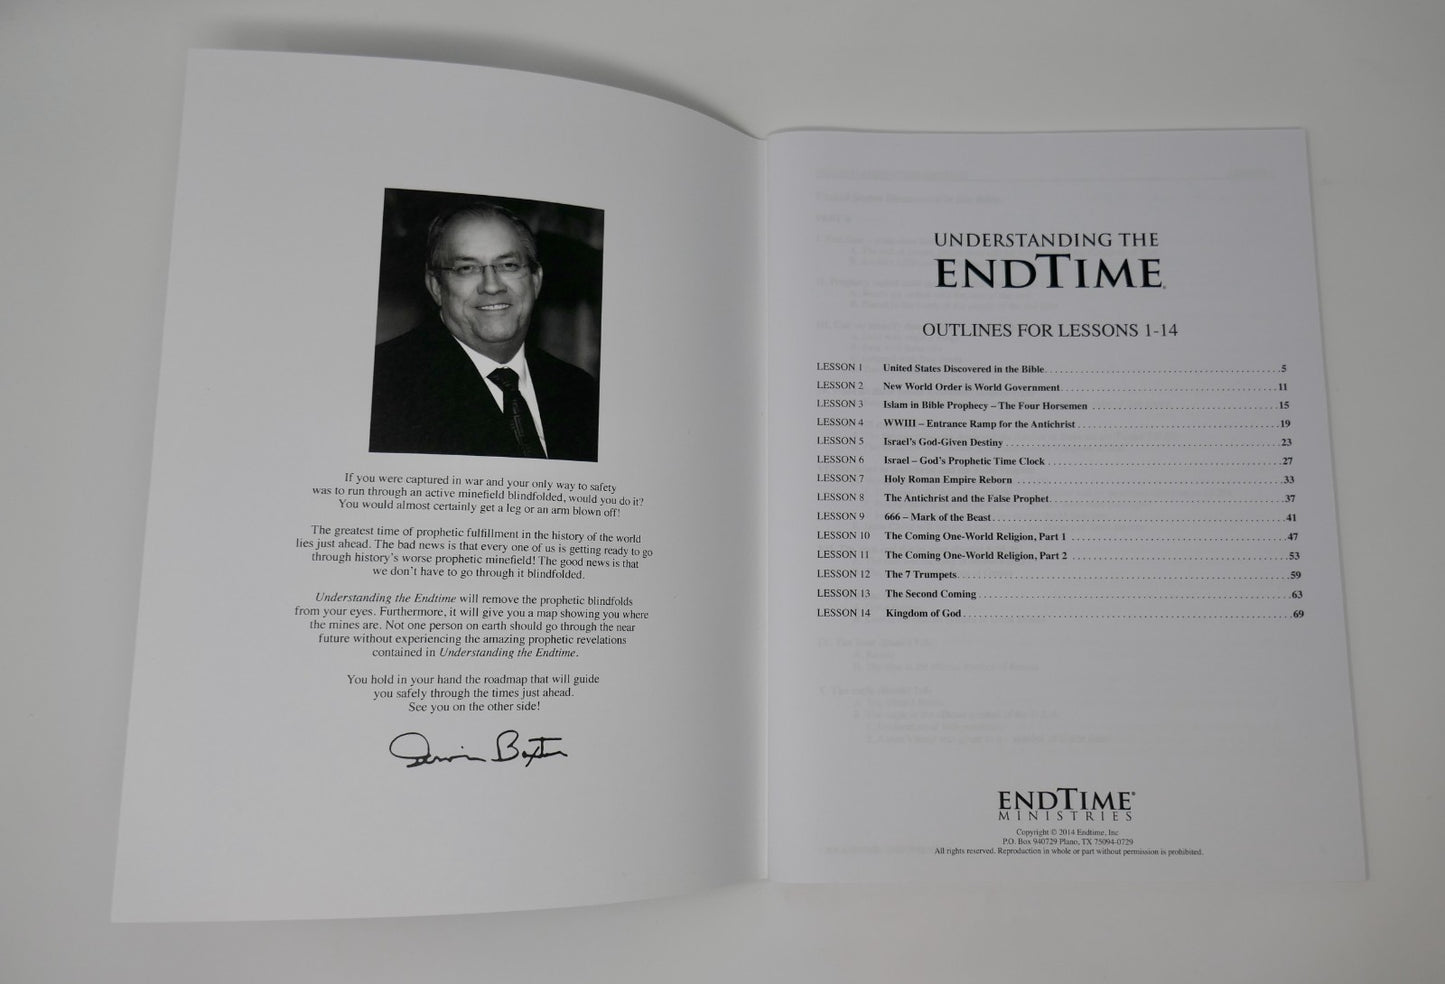 If you were captured in war and your only way to safety
was to run through an active minefield blindfolded, would you do it?
You would almost certainly get a leg or an arm blown off!
The greatest time of prophetic fulfillment in the history of the world
lies just ahead. The bad news is that every one of us is getting ready to go
through history's worse prophetic minefield! The good news is that
we don't have to go through it blindfolded.
Understanding the Endtime will remove the prophetic blindfolds
from your eyes. Furthermore, it will give you a map showing you where
the mines are. Not one person on earth should go through the near
future without experiencing the amazing prophetic revelations
contained in Understanding the Endtime.
You hold in your hand the roadmap that will guide
you safely through the times just ahead.
See you on the other side!
Irvin Baxter
UNDERSTANDING THE
ENDTIME®
OUTLINES FOR LESSONS 1-14
LESSON 1 United States Discovered in the Bible 5
LESSON 2 New World Order is World Government 11
LESSON 3 Islam in Bible Prophecy – The Four Horsemen 15
LESSON 4 WWIII – Entrance Ramp for the Antichrist 19
LESSON 5 Israel's God-Given Destiny 23
LESSON 6 Israel – God's Prophetic Time Clock 27
LESSON 7 Holy Roman Empire Reborn 33
LESSON 8 The Antichrist and the False Prophet 37
LESSON 9 666 – Mark of the Beast 41
LESSON 10 The Coming One-World Religion, Part 1 47
LESSON 11 The Coming One-World Religion, Part 2 53
LESSON 12 The 7 Trumpets 59
LESSON 13 The Second Coming 63
LESSON 14 Kingdom of God 69
ENDTIME®
MINISTRIES
Copyright © 2014 Endtime, Inc
P.O. Box 940729 Plano, TX 75094-0729
All rights reserved. Reproduction in whole or part without permission is prohibited.